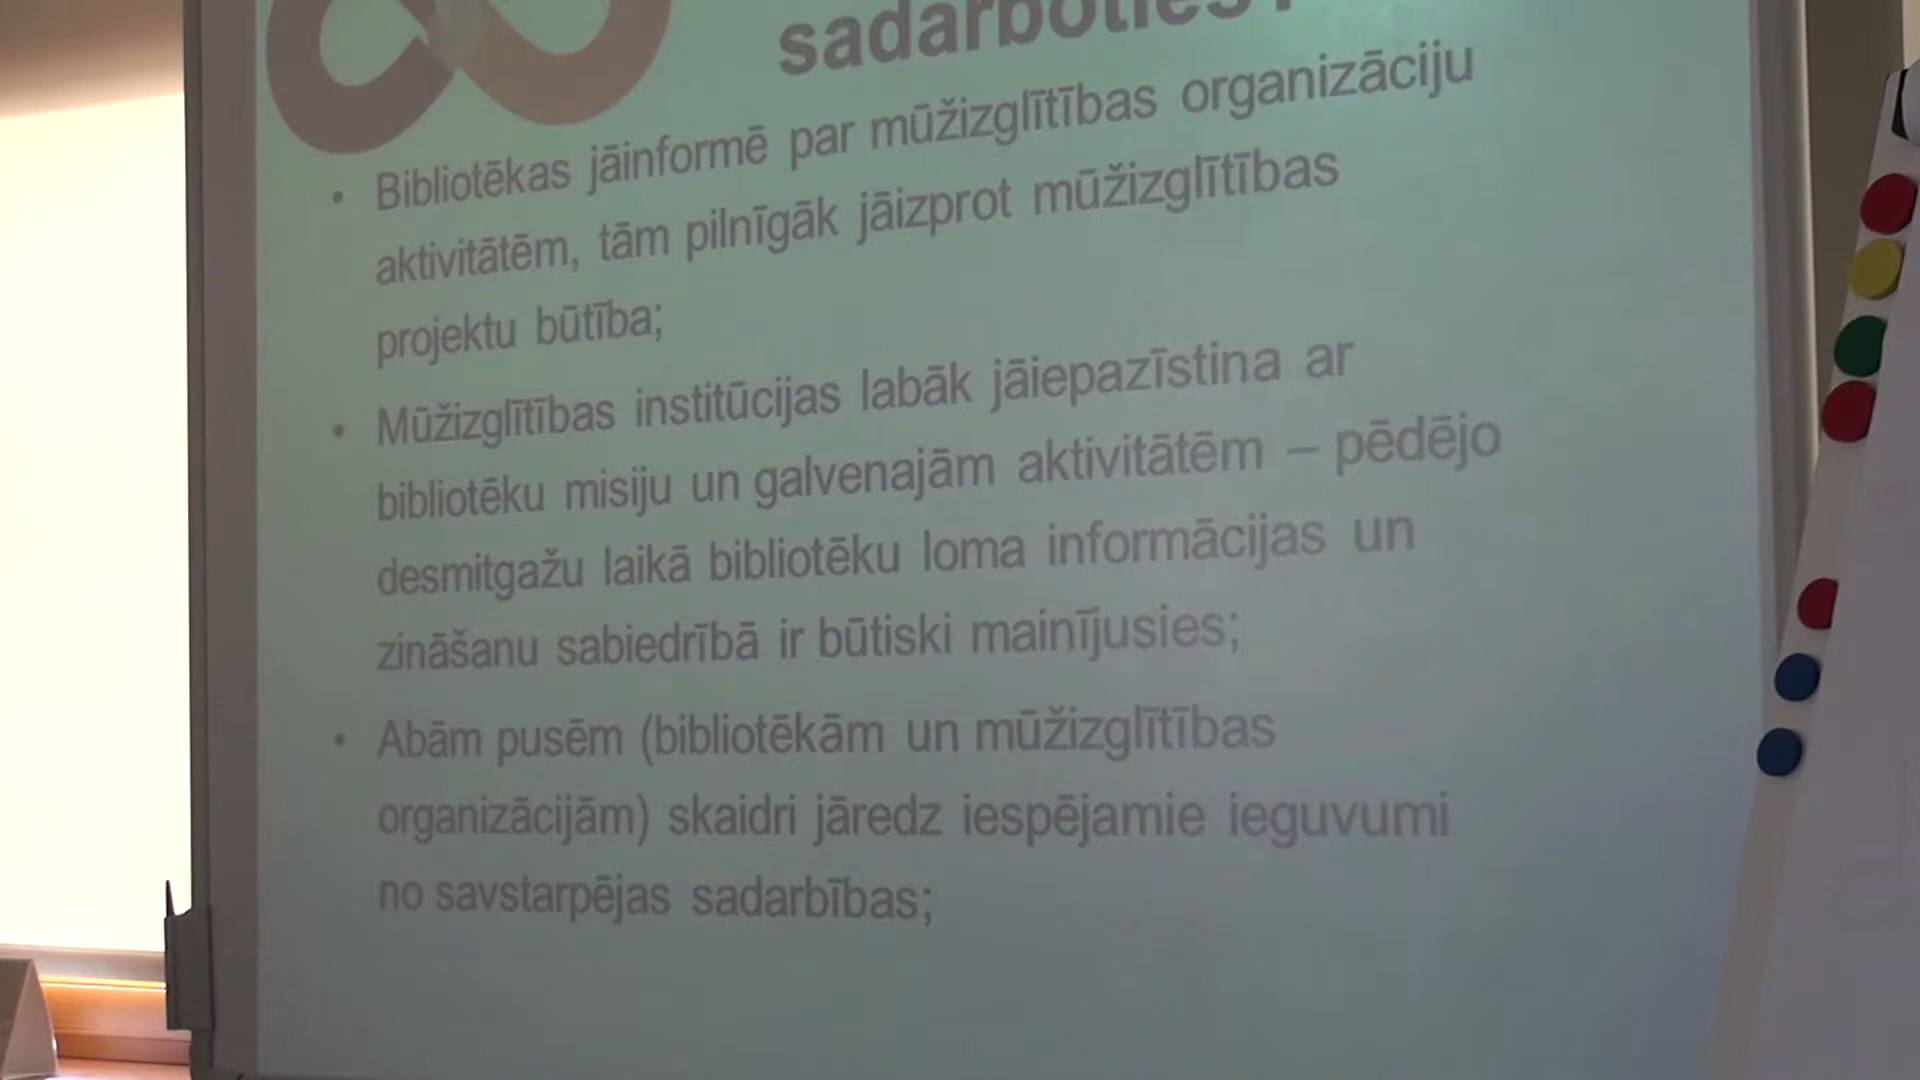 sadarboties?
• Bibliotēkas jāinformē par mūžizglītības organizāciju
aktivitātēm, tām pilnīgāk jāizprot mūžizglītības
projektu būtība;
• Mūžizglītības institūcijas labāk jāiepazīstina ar
bibliotēku misiju un galvenajām aktivitātēm – pēdējo
desmitgažu laikā bibliotēku loma informācijas un
zināšanu sabiedrībā ir būtiski mainījusies;
• Abām pusēm (bibliotēkām un mūžizglītības
organizācijām) skaidri jāredz iespējamie ieguvumi
no savstarpējas sadarbības;